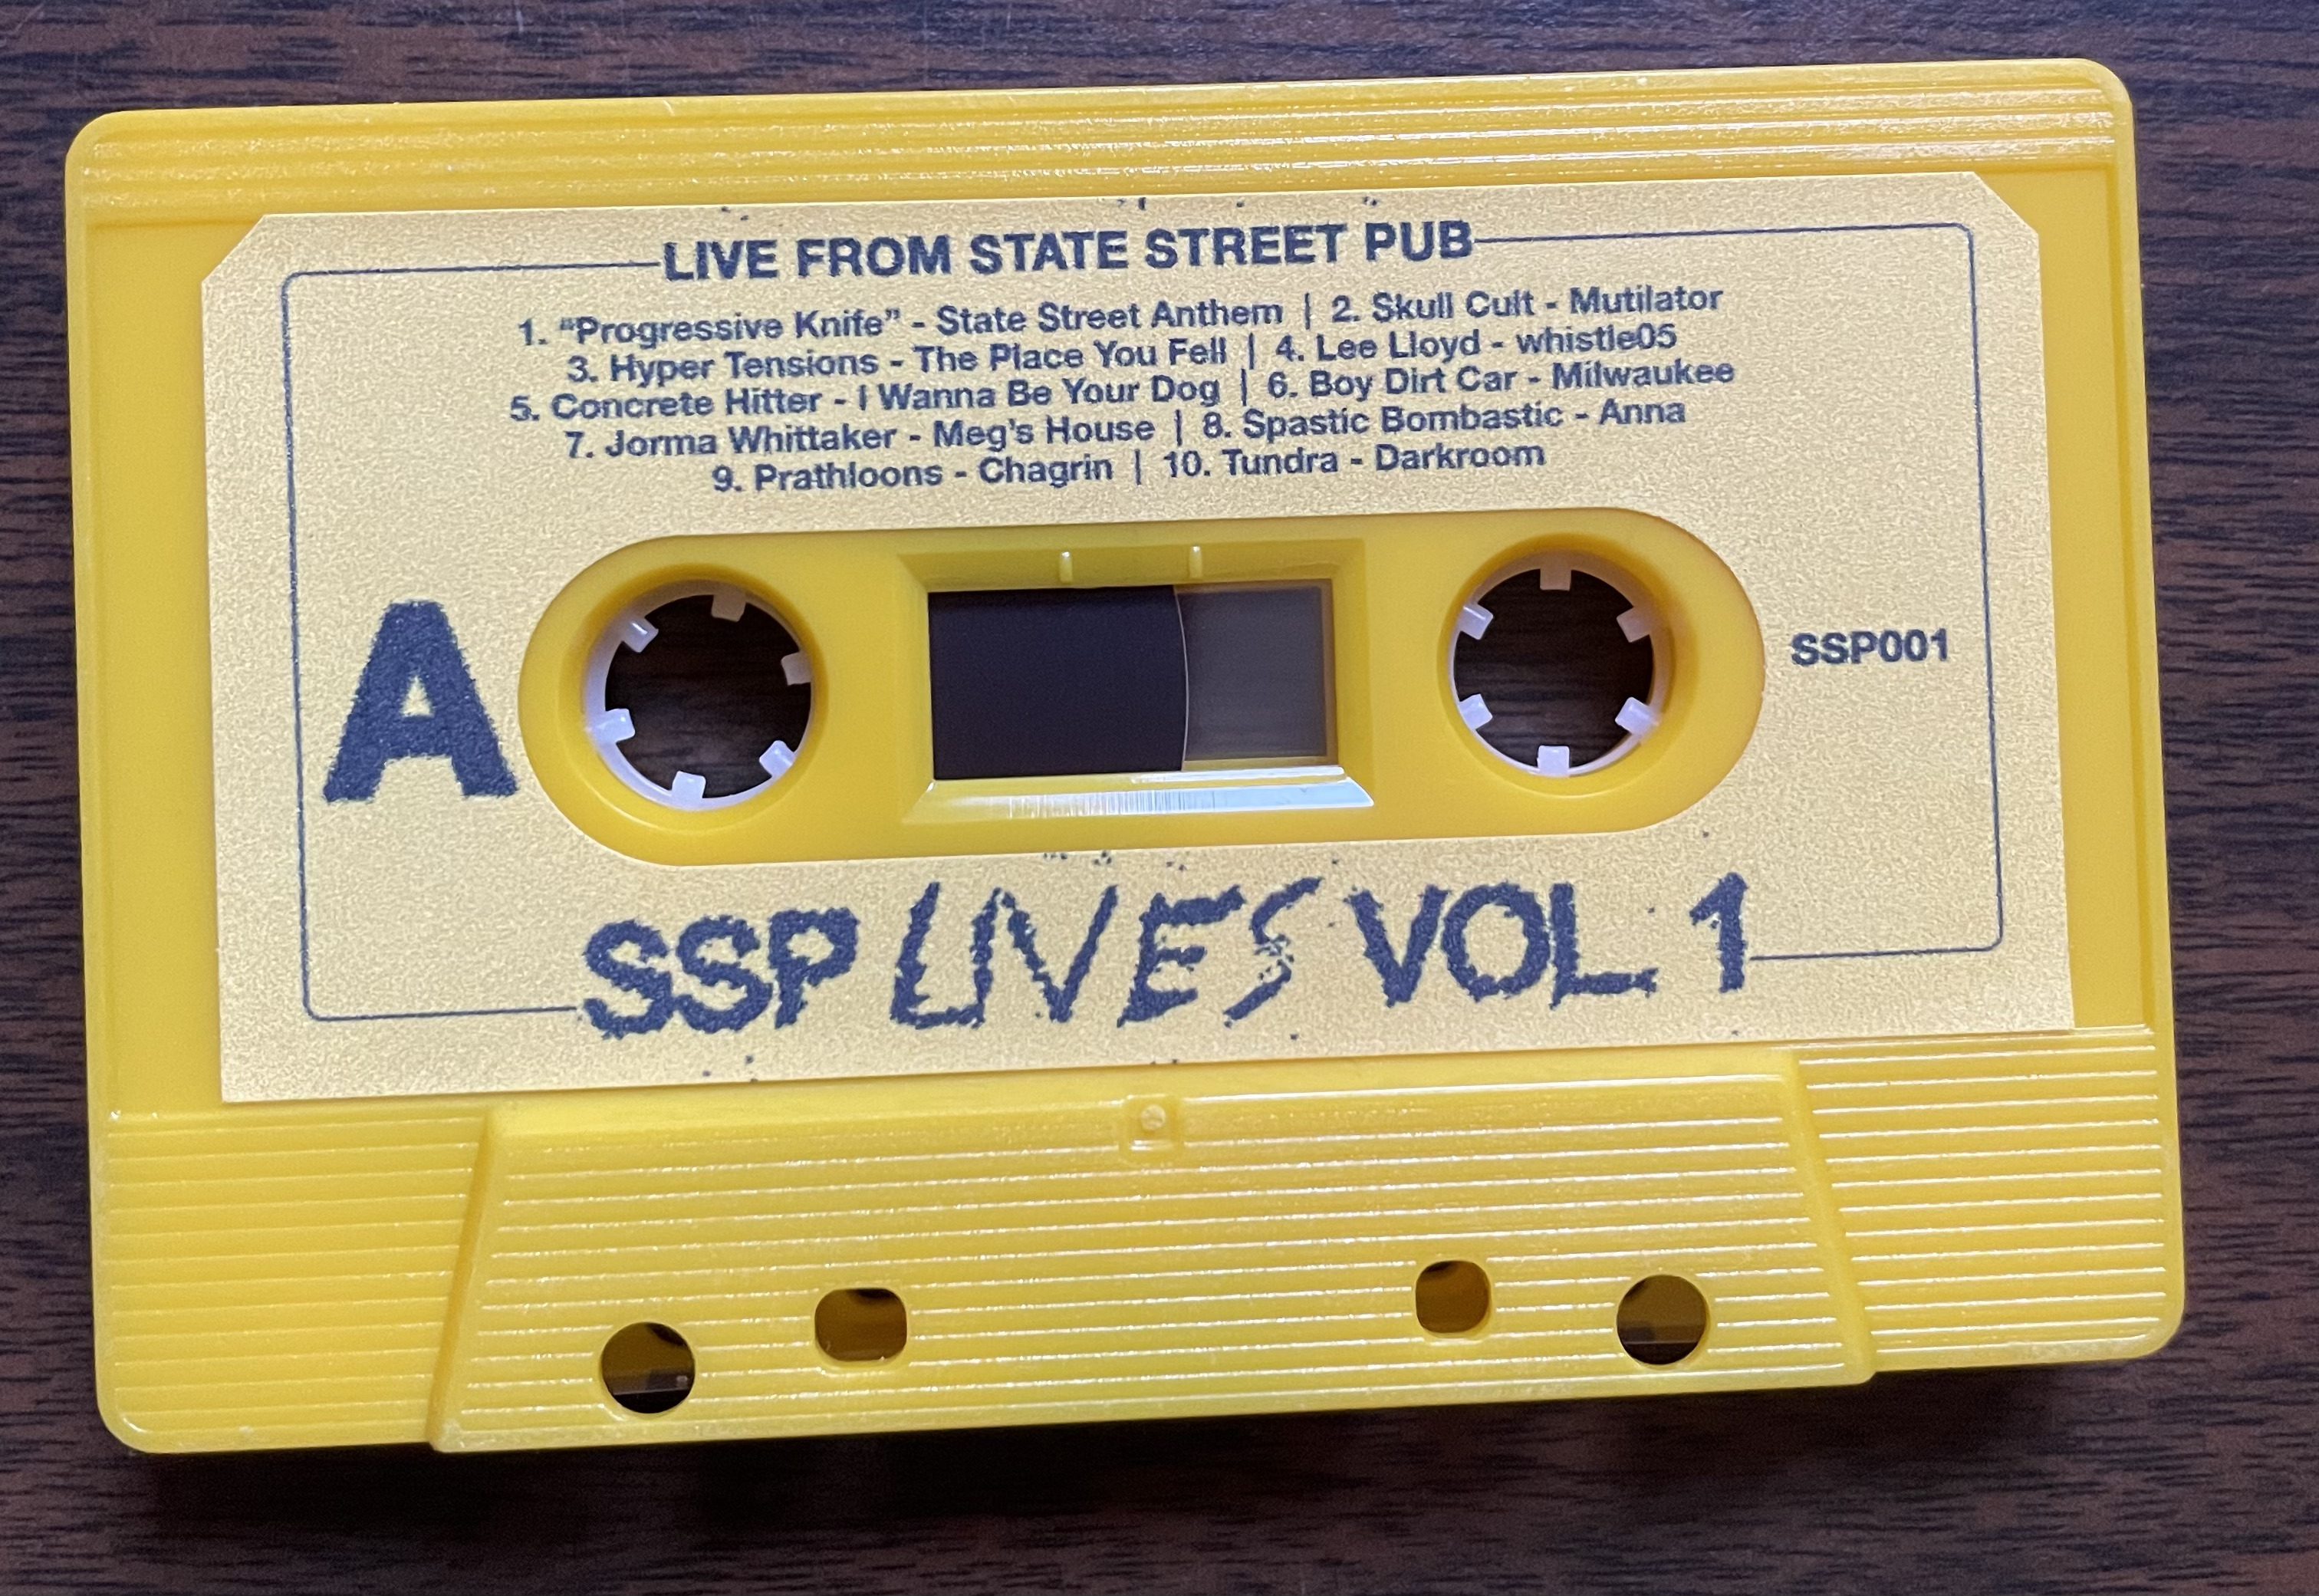 LIVE FROM STATE STREET PUB
1. “Progressive Knife” - State Street Anthem | 2. Skull Cult - Mutilator
3. Hyper Tensions - The Place You Fell | 4. Lee Lloyd - whistle05
5. Concrete Hitter - I Wanna Be Your Dog | 6. Boy Dirt Car - Milwaukee
7. Jorma Whittaker - Meg's House | 8. Spastic Bombastic - Anna
9. Prathloons - Chagrin | 10. Tundra - Darkroom
A
SSP001
SSP LIVES VOL 1